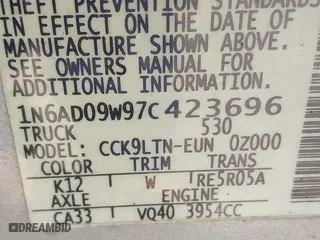 THEFT PREVENTION STANDARDS
IN EFFECT ON THE DATE OF
MANUFACTURE SHOWN ABOVE.
SEE OWNERS MANUAL FOR
ADDITIONAL INFORMATION.
1N6AD09W97C423696
TRUCK 530
MODEL: CCK9LTN-EUN 0Z000
COLOR TRIM TRANS
K12 W RE5R05A
AXLE ENGINE
CA33 VQ40 3954CC
DREAMBID